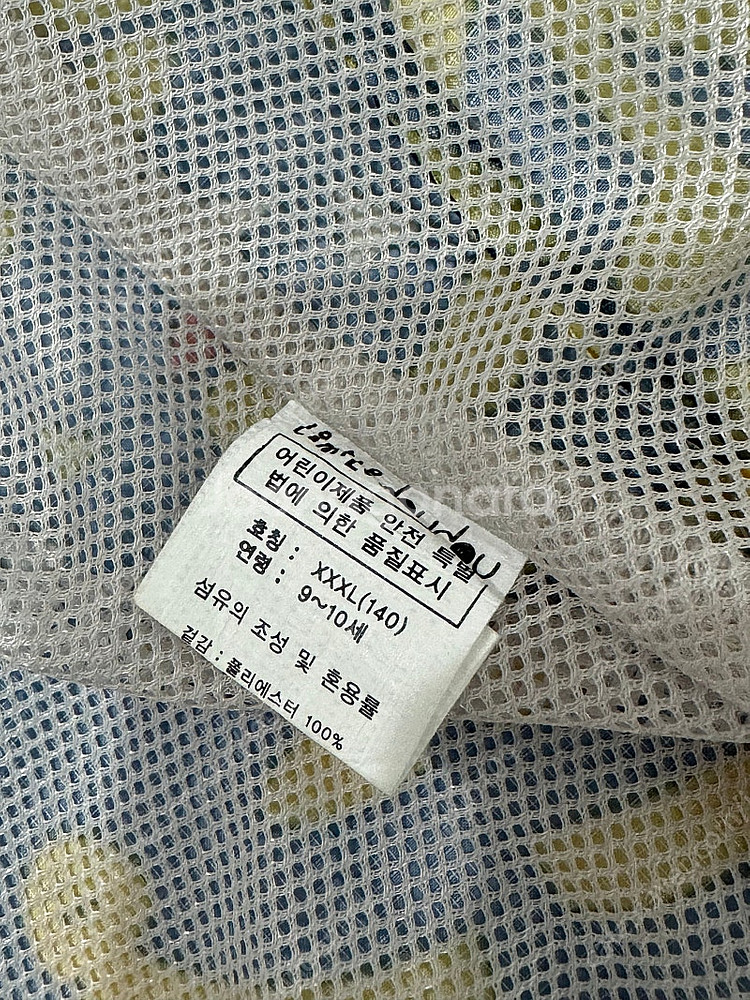 어린이제품 안전 특별
법에 의한 품질표시
호칭 : XXXL(140)
연령 : 9~10세
섬유의 조성 및 혼용률
겉감 : 폴리에스터 100%